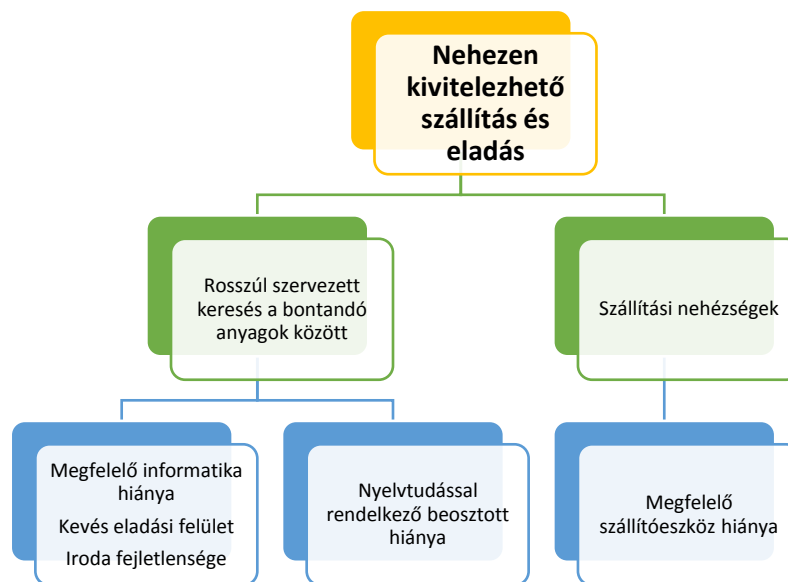 Nehezen
kivitelezhető
szállítás és
eladás
Rosszúl szervezett
keresés a bontandó
anyagok között
Szállítási nehézségek
Megfelelő informatika
hiánya
Kevés eladási felület
Iroda fejletlensége
Nyelvtudással
rendelkező beosztott
hiánya
Megfelelő
szállítóeszköz hiánya